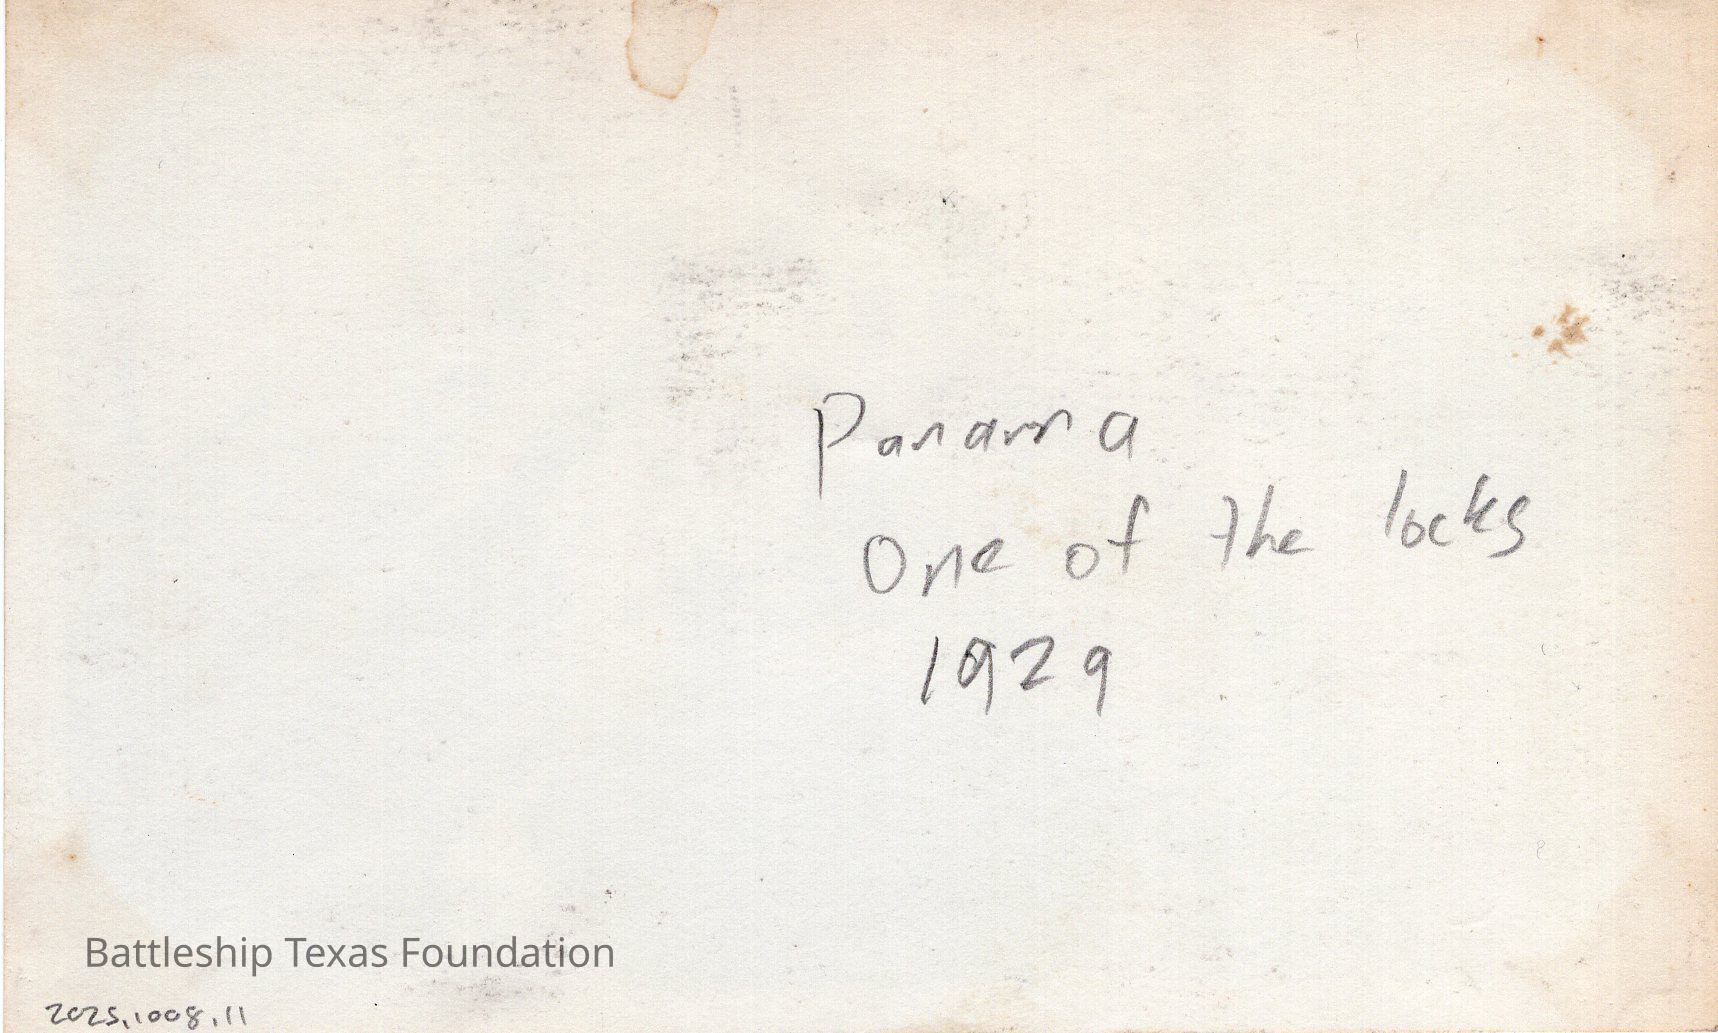 Panama
One of the locks
1929
Battleship Texas Foundation
2025.1008.11